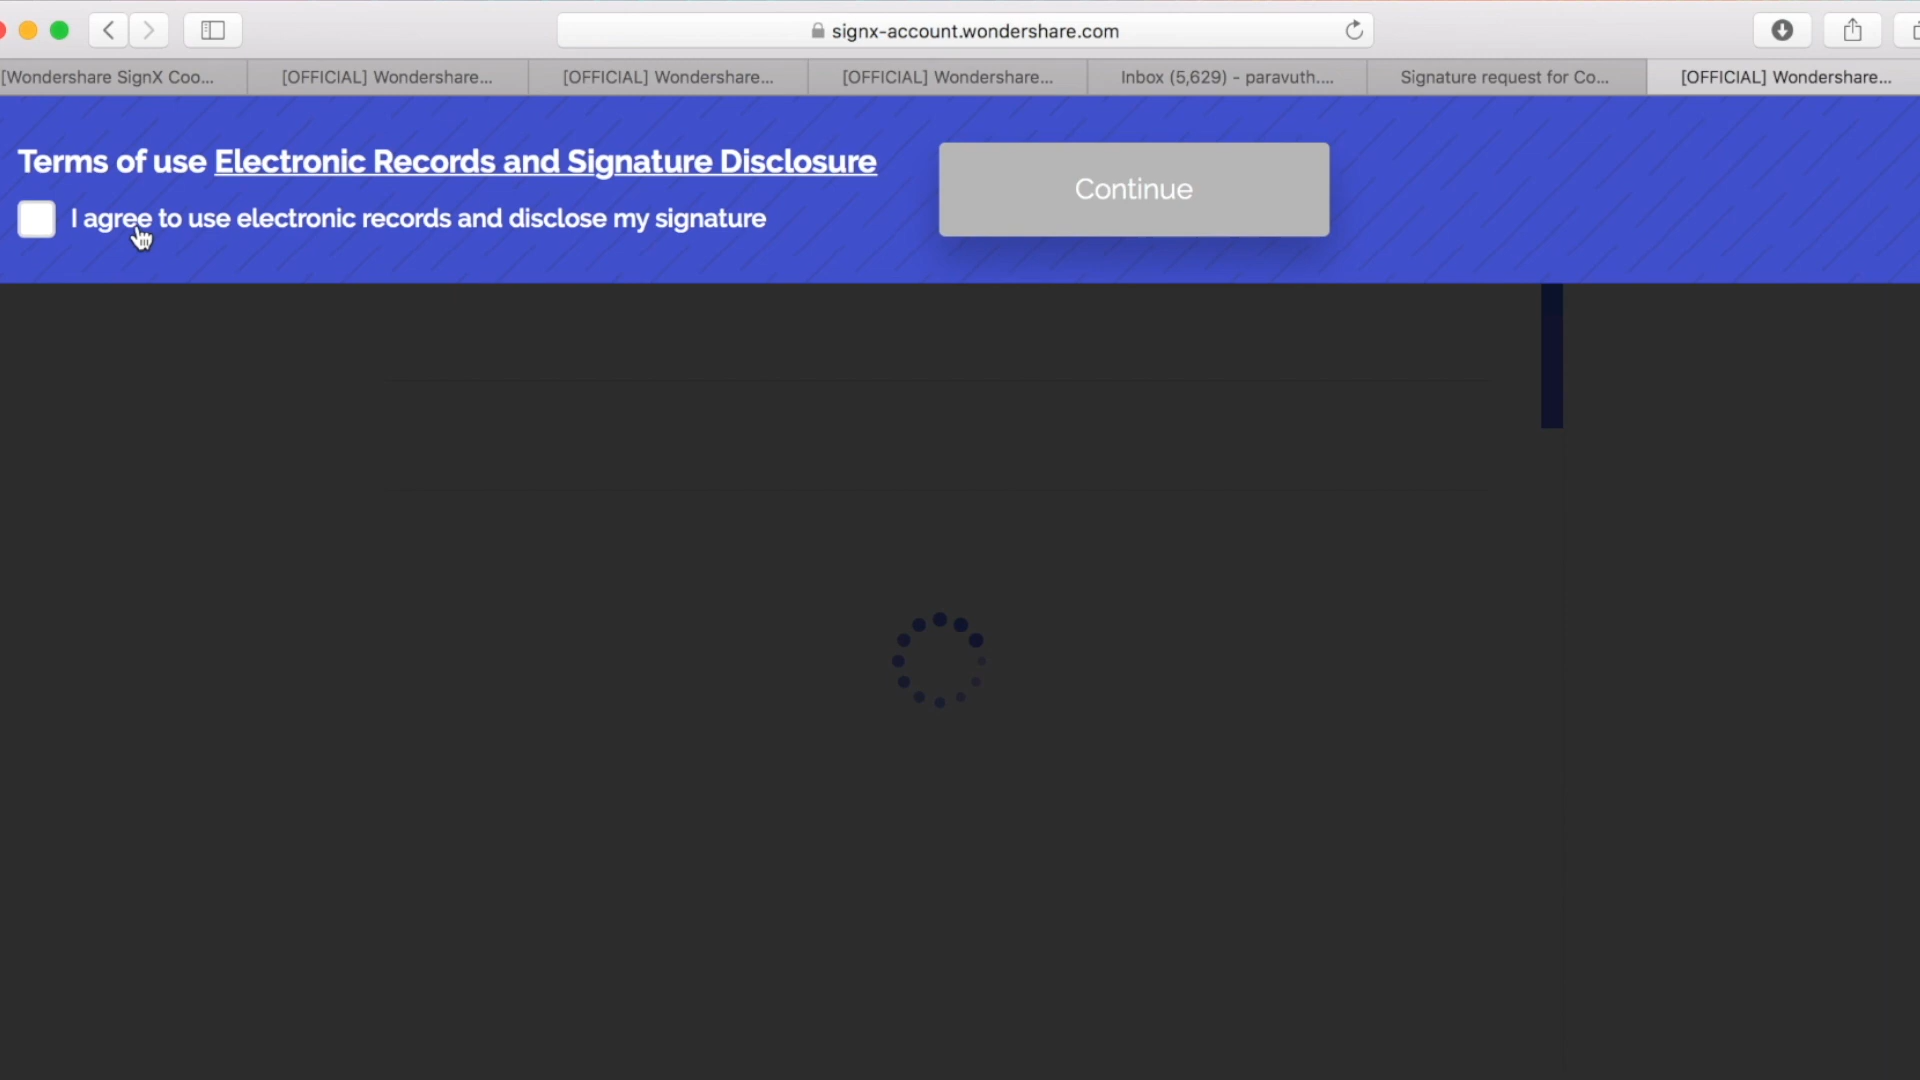 signx-account.wondershare.com
[Wondershare SignX Coo...
[OFFICIAL] Wondershare...
[OFFICIAL] Wondershare...
[OFFICIAL] Wondershare...
Inbox (5,629) - paravuth....
Signature request for Co...
[OFFICIAL] Wondershare...
Terms of use Electronic Records and Signature Disclosure
I agree to use electronic records and disclose my signature
Continue